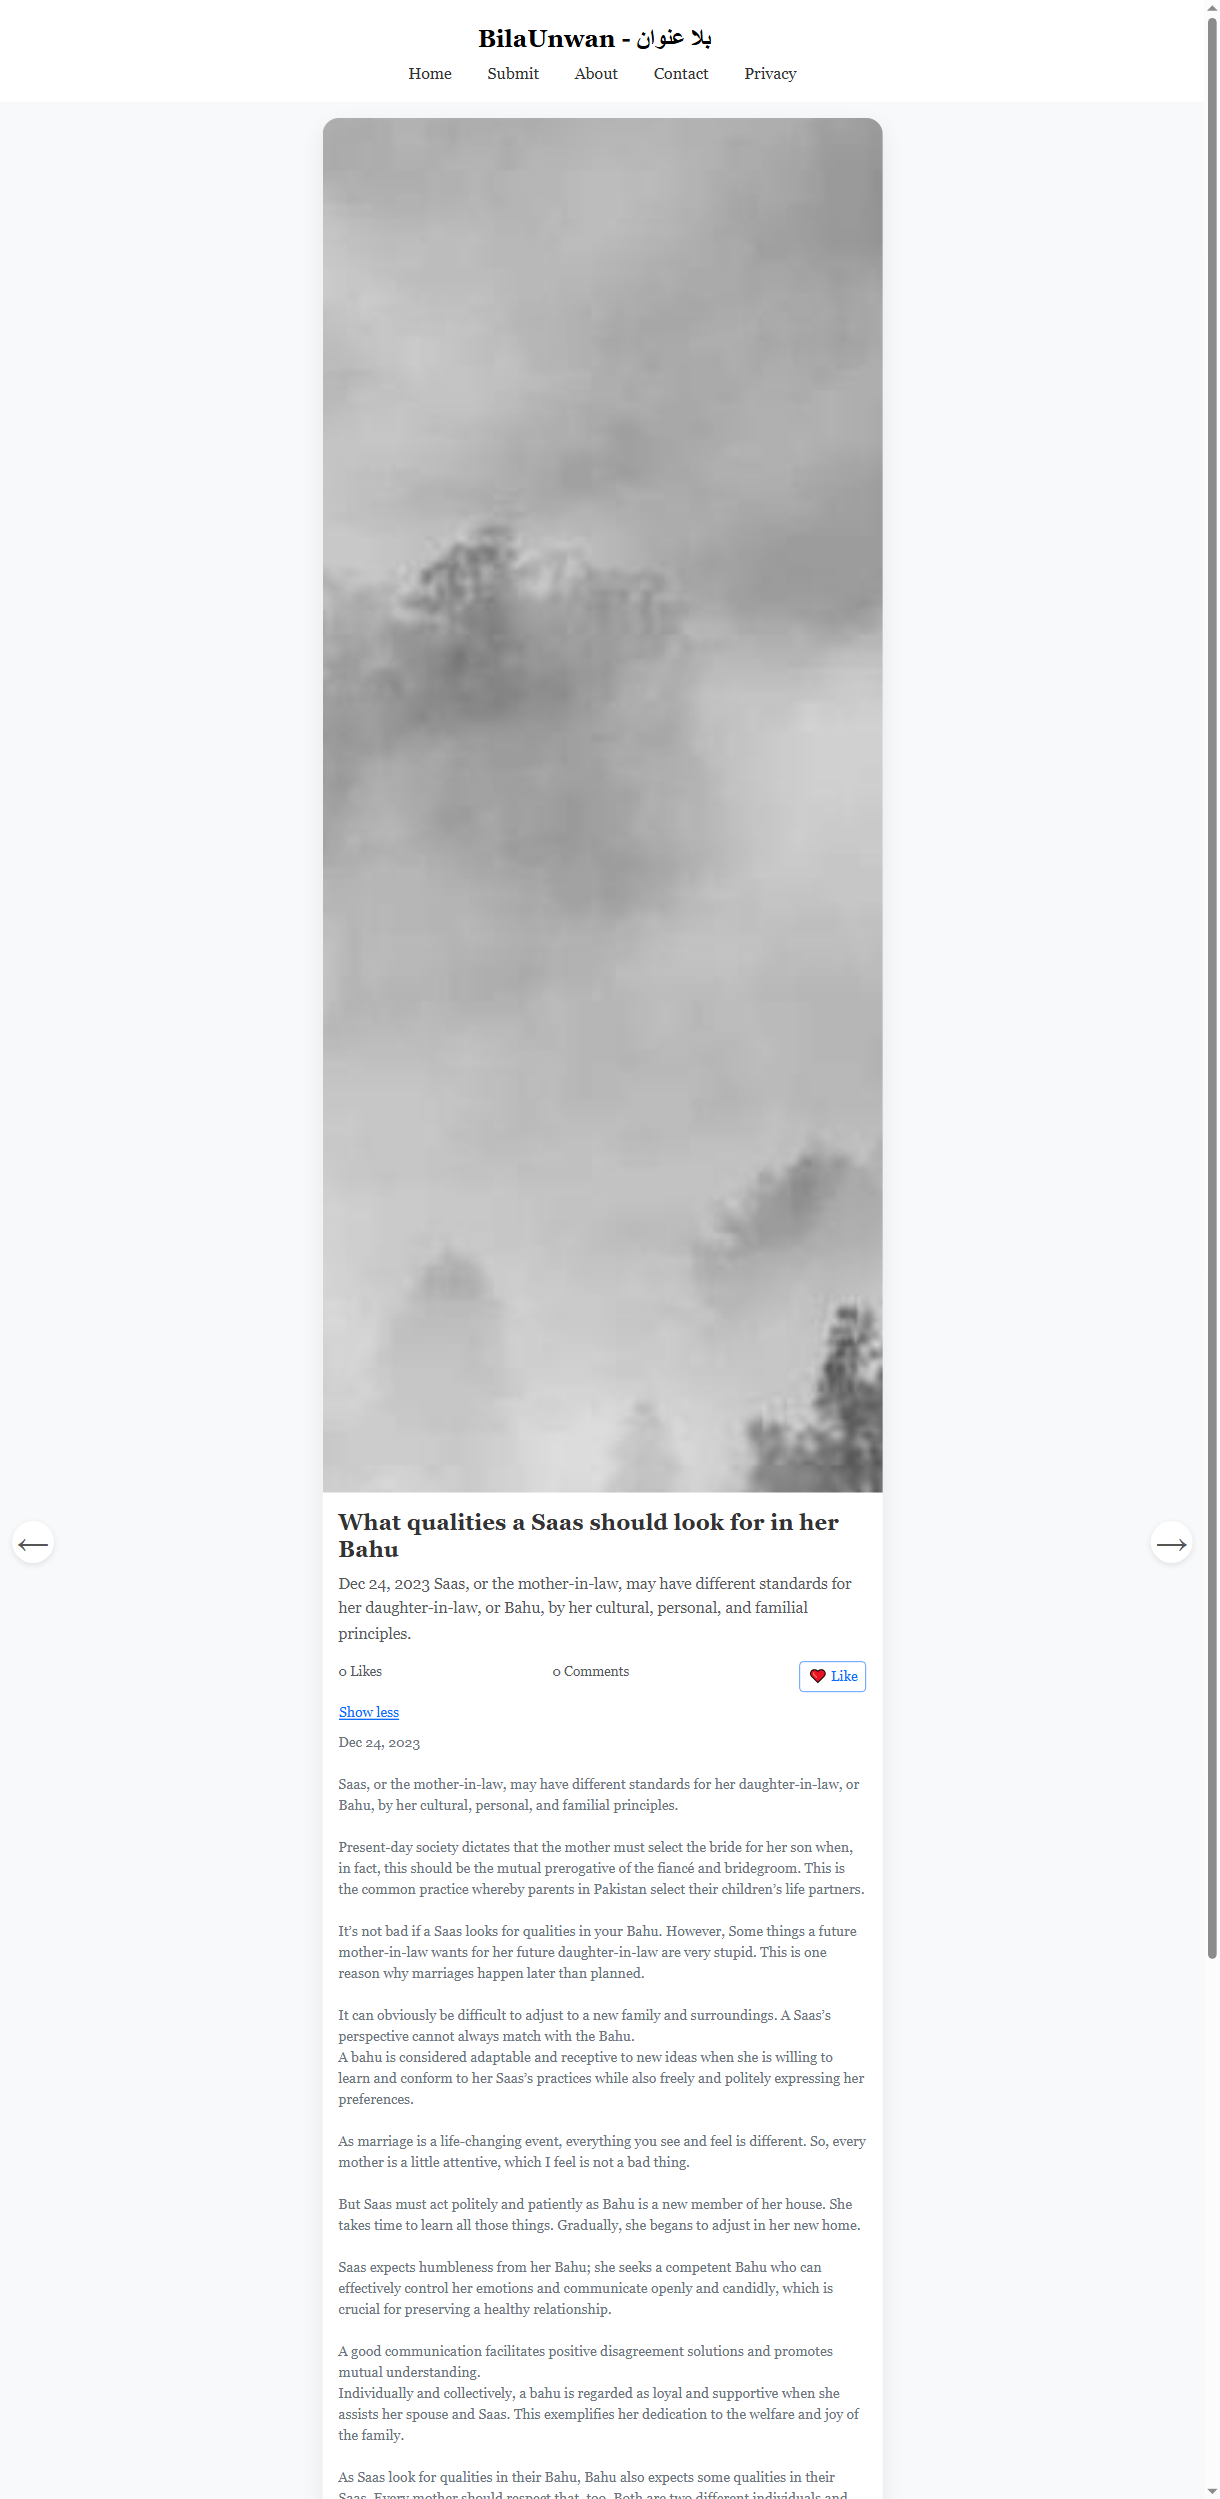 BilaUnwan - بلا عنوان
Home Submit About Contact Privacy
What qualities a Saas should look for in her
Bahu
Dec 24, 2023 Saas, or the mother-in-law, may have different standards for
her daughter-in-law, or Bahu, by her cultural, personal, and familial
principles.
0 Likes 0 Comments ❤️ Like
Show less
Dec 24, 2023
Saas, or the mother-in-law, may have different standards for her daughter-in-law, or
Bahu, by her cultural, personal, and familial principles.
Present-day society dictates that the mother must select the bride for her son when,
in fact, this should be the mutual prerogative of the fiancé and bridegroom. This is
the common practice whereby parents in Pakistan select their children’s life partners.
It’s not bad if a Saas looks for qualities in your Bahu. However, Some things a future
mother-in-law wants for her future daughter-in-law are very stupid. This is one
reason why marriages happen later than planned.
It can obviously be difficult to adjust to a new family and surroundings. A Saas’s
perspective cannot always match with the Bahu.
A bahu is considered adaptable and receptive to new ideas when she is willing to
learn and conform to her Saas’s practices while also freely and politely expressing her
preferences.
As marriage is a life-changing event, everything you see and feel is different. So, every
mother is a little attentive, which I feel is not a bad thing.
But Saas must act politely and patiently as Bahu is a new member of her house. She
takes time to learn all those things. Gradually, she begans to adjust in her new home.
Saas expects humbleness from her Bahu; she seeks a competent Bahu who can
effectively control her emotions and communicate openly and candidly, which is
crucial for preserving a healthy relationship.
A good communication facilitates positive disagreement solutions and promotes
mutual understanding.
Individually and collectively, a bahu is regarded as loyal and supportive when she
assists her spouse and Saas. This exemplifies her dedication to the welfare and joy of
the family.
As Saas look for qualities in their Bahu, Bahu also expects some qualities in their
Saas. Every mother should respect that, too. Both are two different individuals and